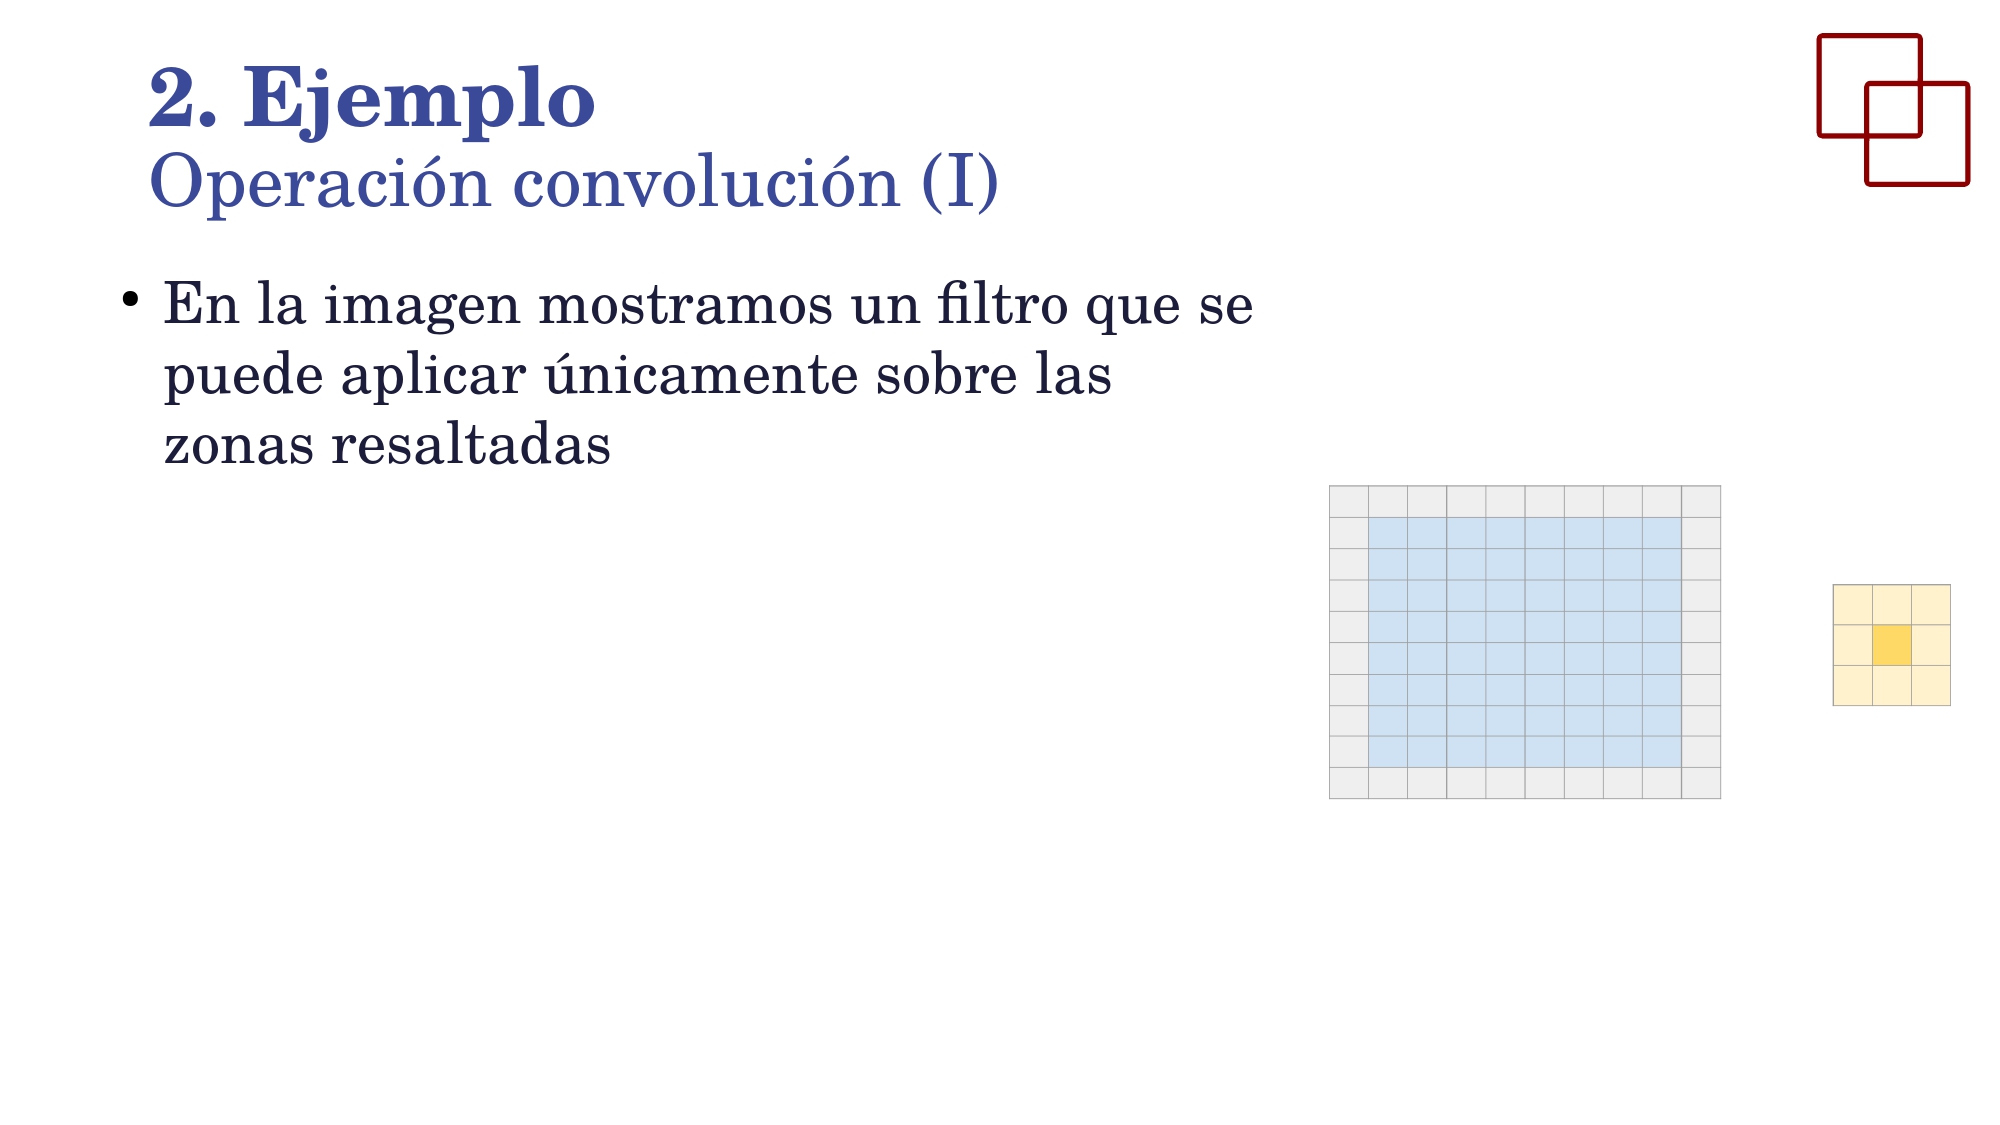 2. Ejemplo
Operación convolución (I)
• En la imagen mostramos un filtro que se
puede aplicar únicamente sobre las
zonas resaltadas